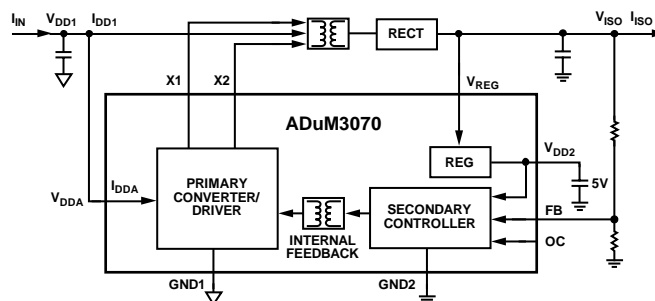 I_IN V_DD1 I_DD1 V_ISO I_ISO
RECT
X1 X2 V_REG
ADuM3070
REG V_DD2
5V
V_DDA I_DDA
PRIMARY
CONVERTER/
DRIVER
INTERNAL
FEEDBACK
SECONDARY
CONTROLLER
FB
OC
GND1 GND2